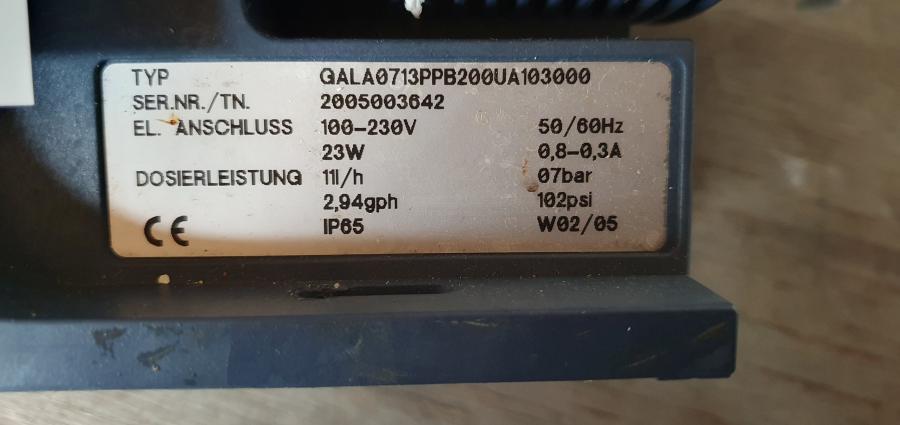 TYP GALA0713PPB200UA103000
SER.NR./TN. 2005003642
EL. ANSCHLUSS 100-230V 50/60Hz
23W 0,8-0,3A
DOSIERLEISTUNG 11l/h 07bar
2,94gph 102psi
CE IP65 W02/05